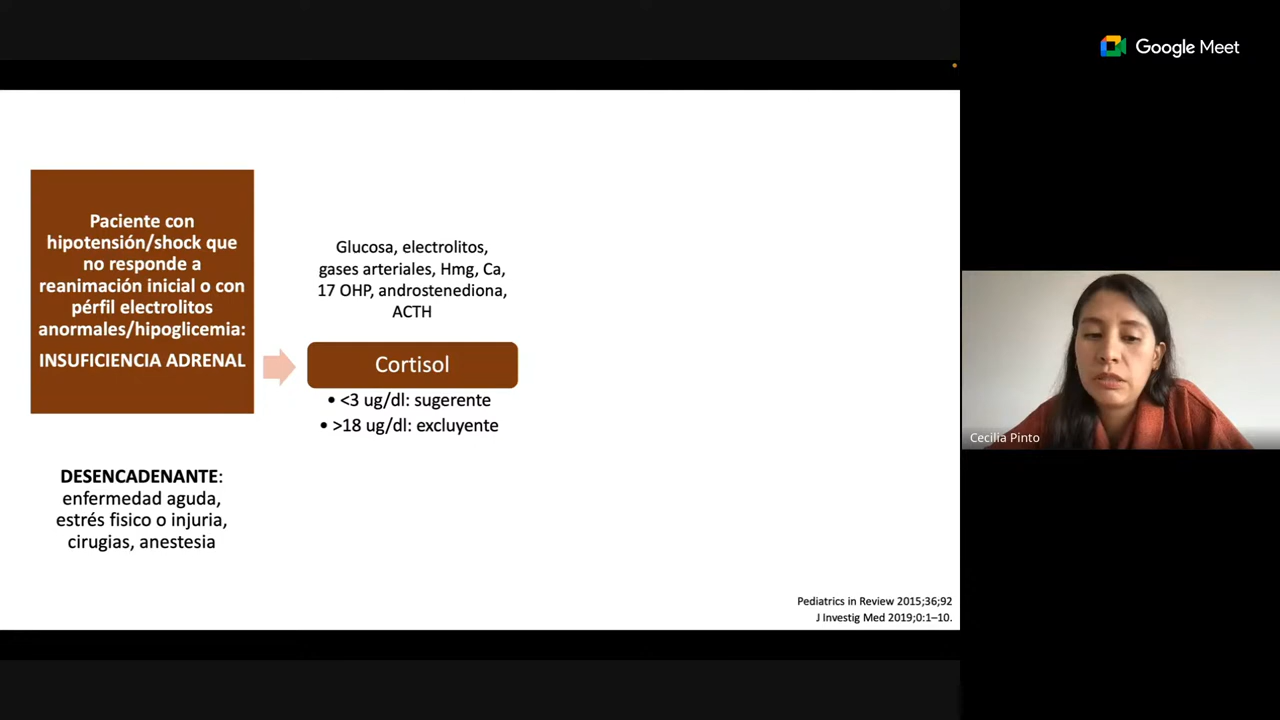 Google Meet
Paciente con
hipotensión/shock que
no responde a
reanimación inicial o con
pérfil electrolitos
anormales/hipoglicemia:
INSUFICIENCIA ADRENAL
Glucosa, electrolitos,
gases arteriales, Hmg, Ca,
17 OHP, androstenediona,
ACTH
Cortisol
• <3 ug/dl: sugerente
• >18 ug/dl: excluyente
DESENCADENANTE:
enfermedad aguda,
estrés fisico o injuria,
cirugias, anestesia
Pediatrics in Review 2015;36;92
J Investig Med 2019;0:1–10.
Cecilia Pinto